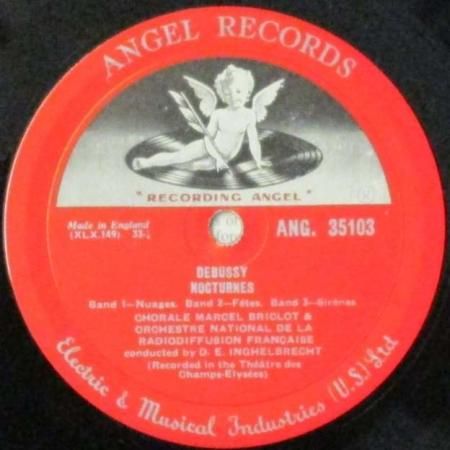 ANGEL RECORDS
"RECORDING ANGEL"
Made in England
(XLX.149) 33⅓
ANG. 35103
DEBUSSY
NOCTURNES
Band 1—Nuages. Band 2—Fêtes. Band 3—Sirènes
CHORALE MARCEL BRICLOT &
ORCHESTRE NATIONAL DE LA
RADIODIFFUSION FRANÇAISE
conducted by D. E. INGHELBRECHT
(Recorded in the Théâtre des
Champs-Elysées)
Electric & Musical Industries (U.S.) Ltd